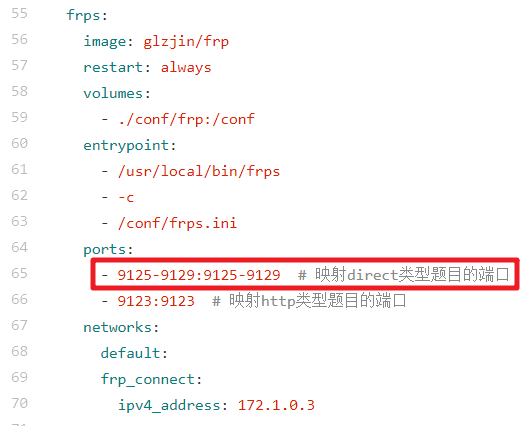 55 frps:
56 image: glzjin/frp
57 restart: always
58 volumes:
59 - ./conf/frp:/conf
60 entrypoint:
61 - /usr/local/bin/frps
62 - -c
63 - /conf/frps.ini
64 ports:
65 - 9125-9129:9125-9129 # 映射direct类型题目的端口
66 - 9123:9123 # 映射http类型题目的端口
67 networks:
68 default:
69 frp_connect:
70 ipv4_address: 172.1.0.3